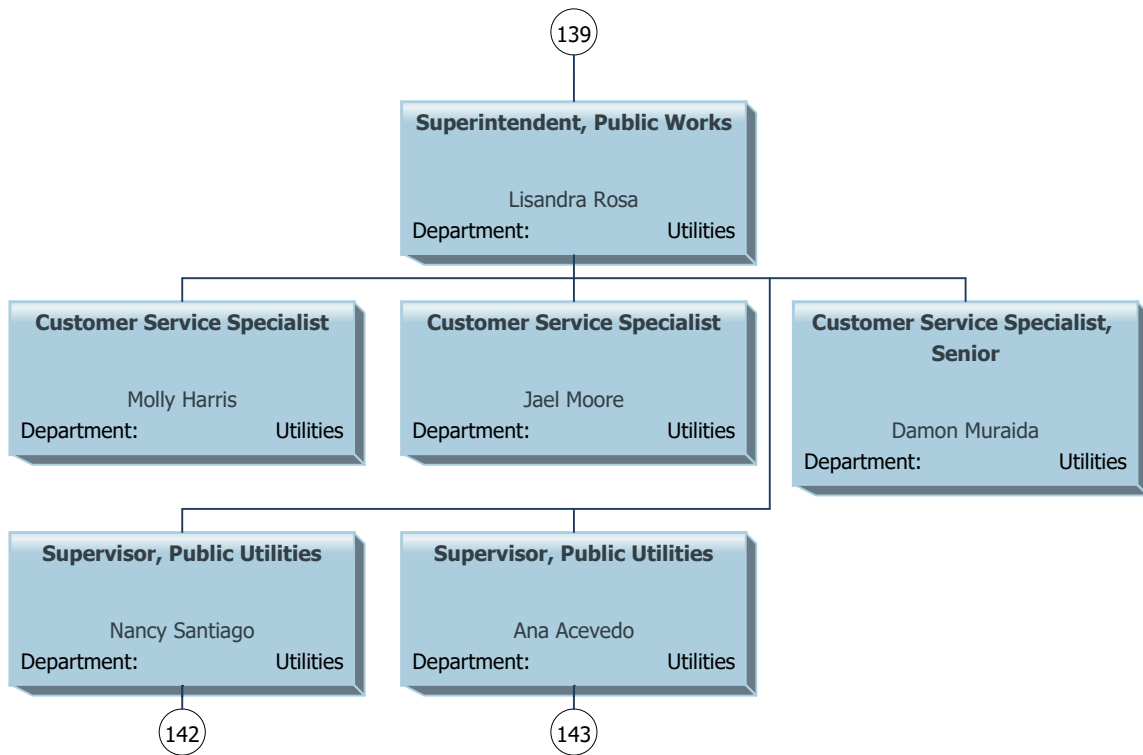 139
Superintendent, Public Works
Lisandra Rosa
Department: Utilities
Customer Service Specialist
Molly Harris
Department: Utilities
Customer Service Specialist
Jael Moore
Department: Utilities
Customer Service Specialist,
Senior
Damon Muraida
Department: Utilities
Supervisor, Public Utilities
Nancy Santiago
Department: Utilities
142
Supervisor, Public Utilities
Ana Acevedo
Department: Utilities
143